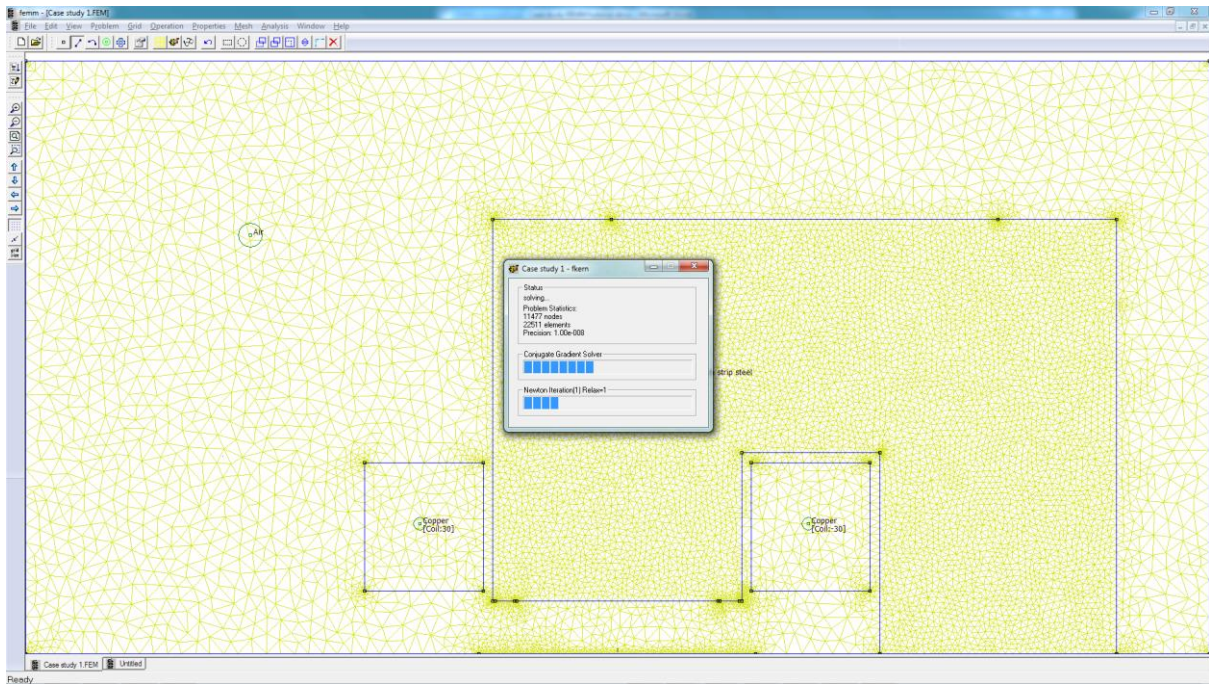 femm - [Case study 1.FEM]
File Edit View Problem Grid Operation Properties Mesh Analysis Window Help
Air
Case study 1 - fkern
Status
solving...
Problem Statistics:
11477 nodes
22511 elements
Precision: 1.00e-008
Conjugate Gradient Solver
strip steel
Newton Iteration(1) Relax=1
Copper
[Coil:30]
Copper
[Coil:-30]
Case study 1.FEM Untitled
Ready